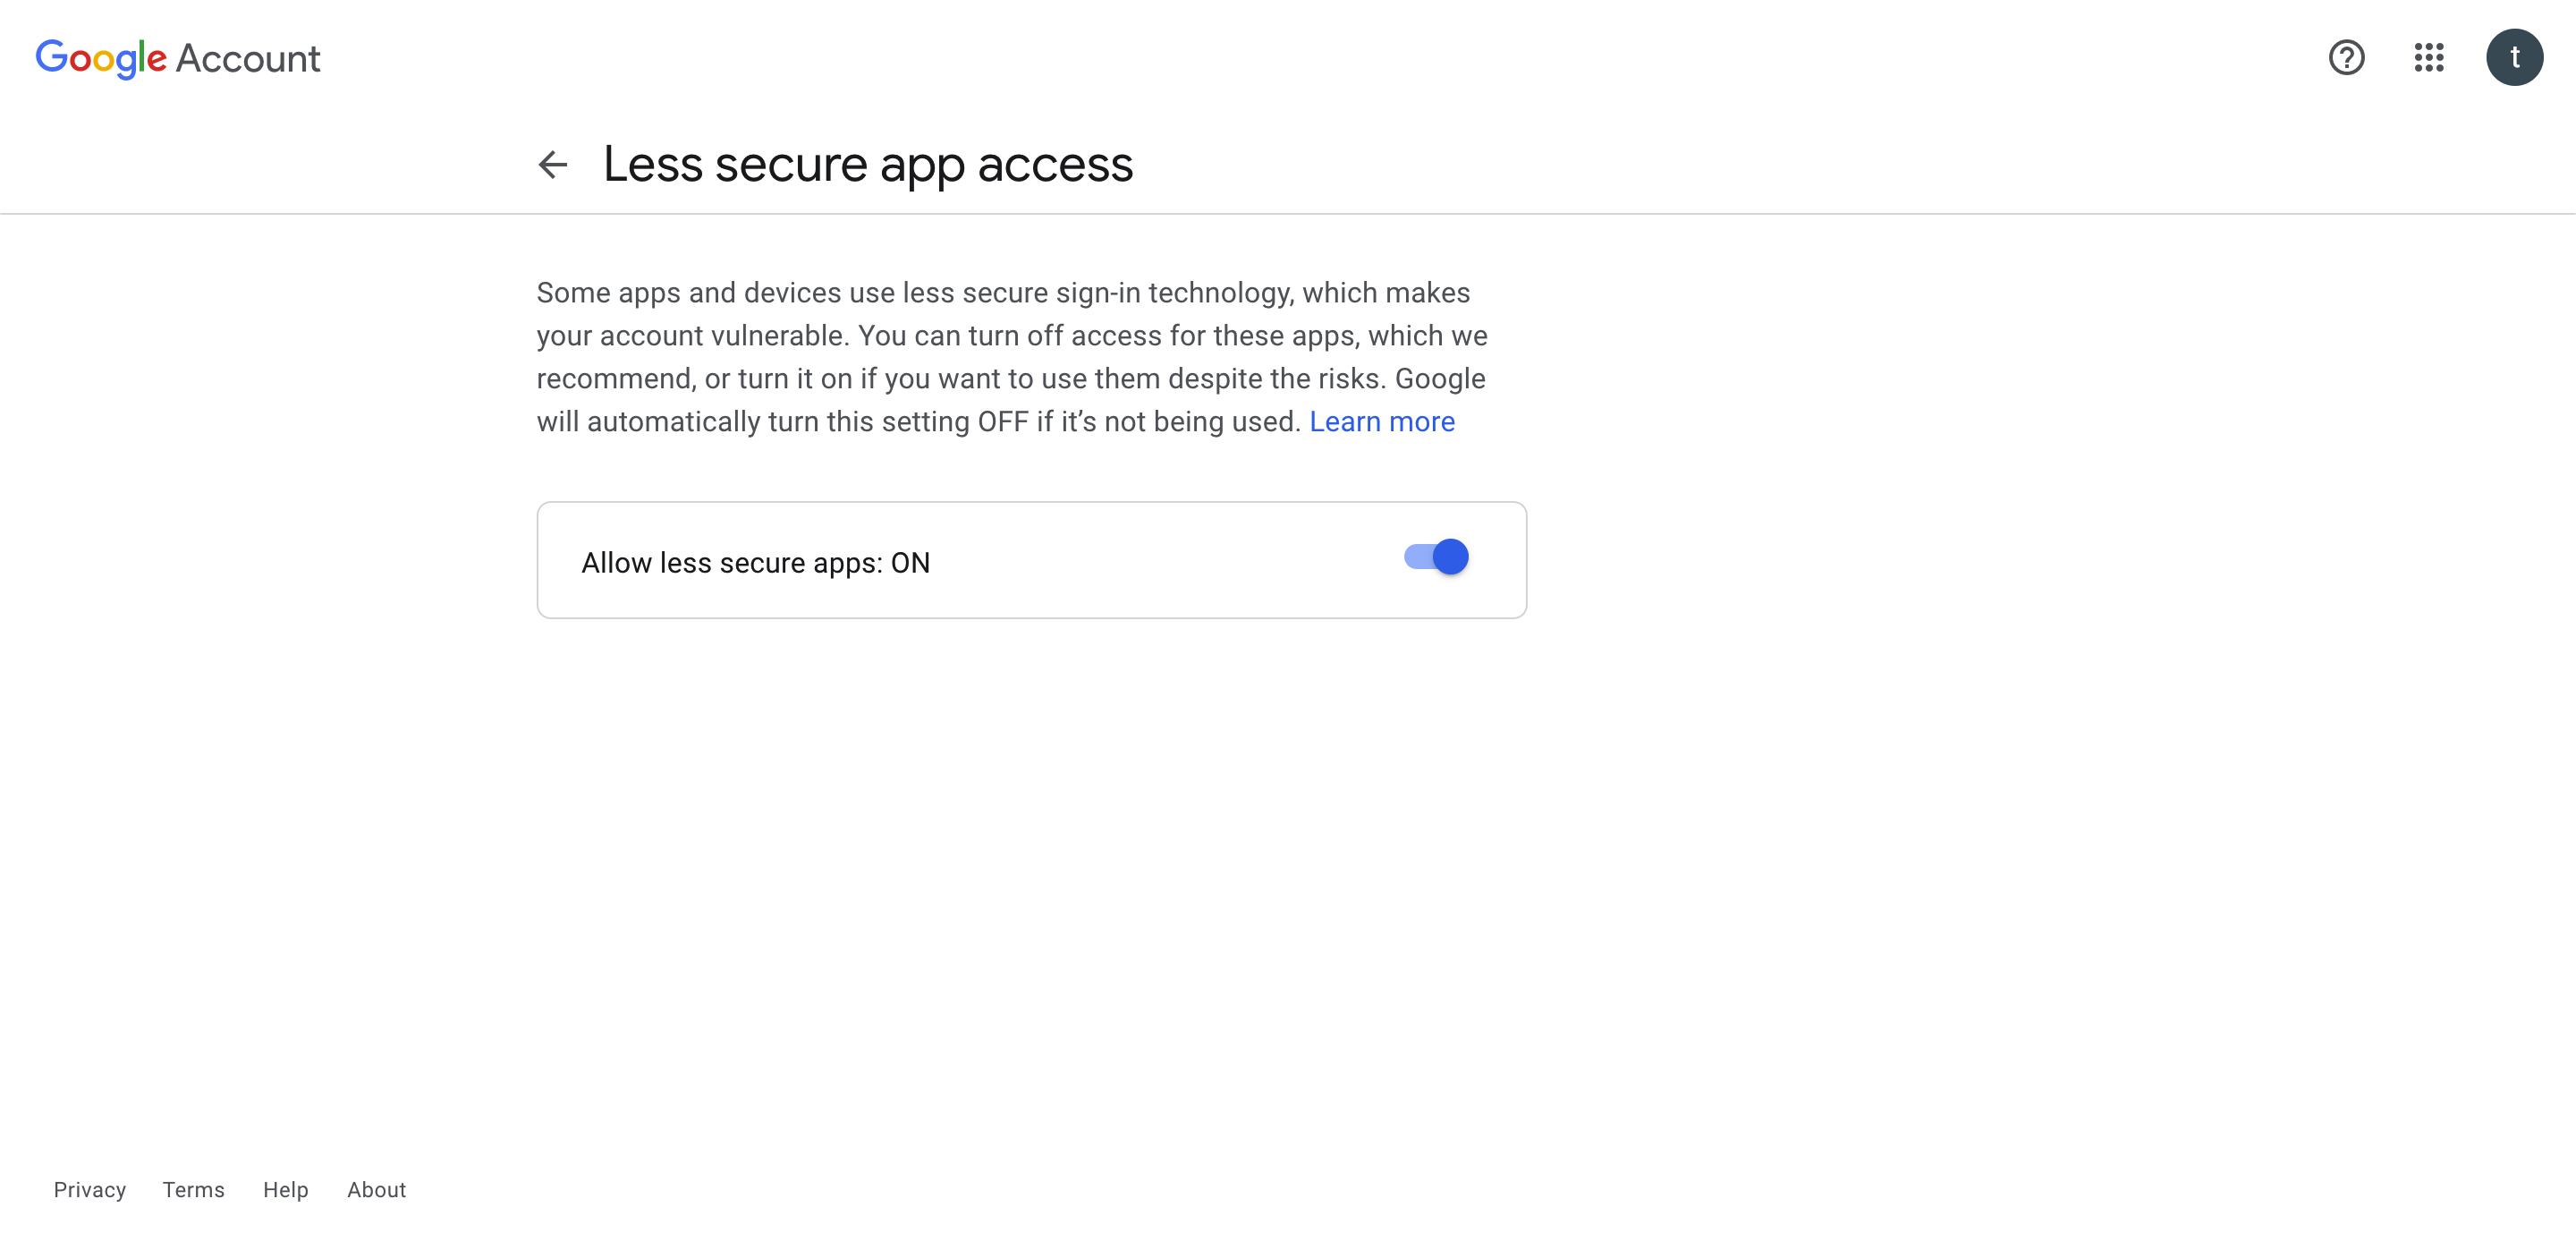 Google Account
t
Less secure app access
Some apps and devices use less secure sign-in technology, which makes
your account vulnerable. You can turn off access for these apps, which we
recommend, or turn it on if you want to use them despite the risks. Google
will automatically turn this setting OFF if it’s not being used. Learn more
Allow less secure apps: ON
Privacy Terms Help About